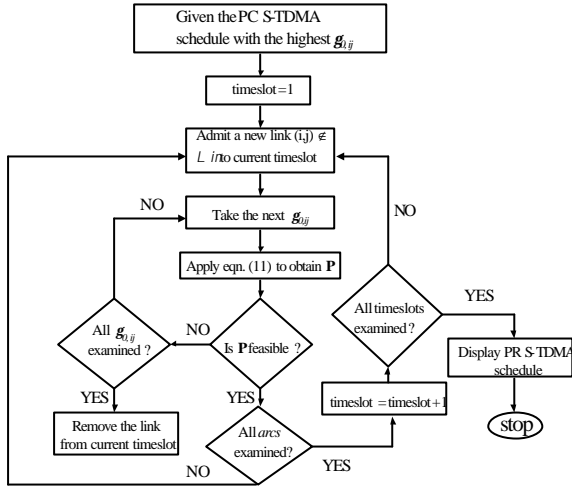 Given the PC S-TDMA
schedule with the highest g0,ij
timeslot=1
Admit a new link (i,j) ∉
L into current timeslot
NO
NO
Take the next g0,ij
Apply eqn. (11) to obtain P
YES
All timeslots
examined ?
All g0,ij
examined ?
NO
Is P feasible ?
Display PR S-TDMA
schedule
YES
YES
timeslot = timeslot+1
Remove the link
from current timeslot
All arcs
examined?
stop
NO
YES